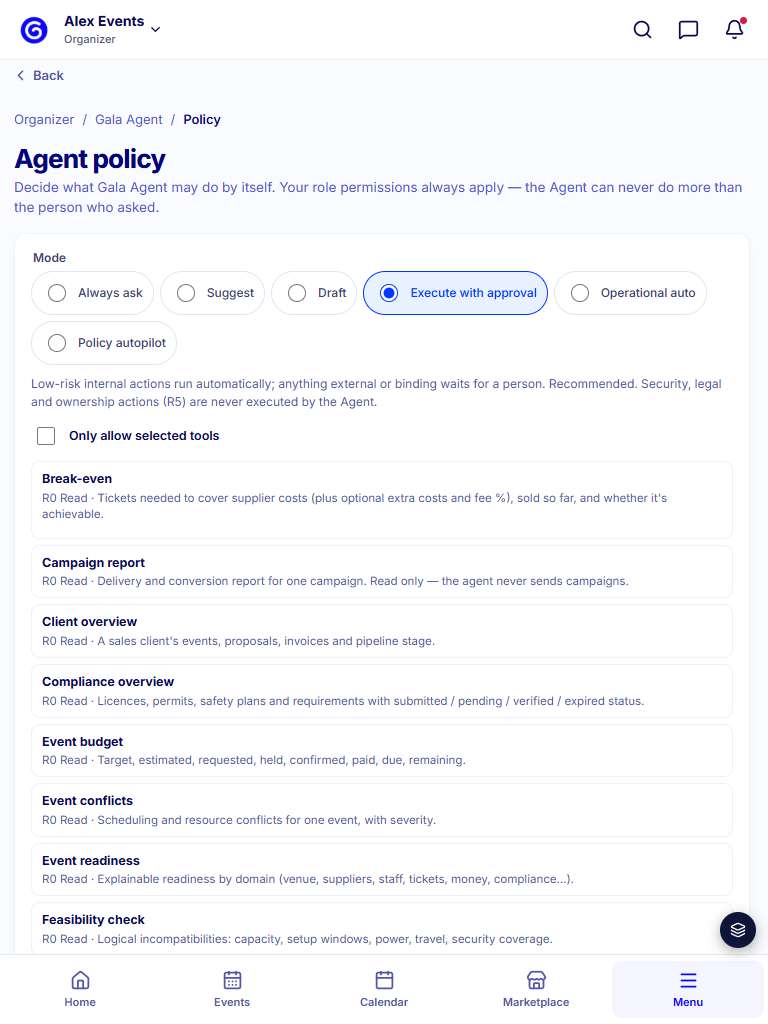 Alex Events
Organizer
Back
Organizer / Gala Agent / Policy
Agent policy
Decide what Gala Agent may do by itself. Your role permissions always apply — the Agent can never do more than
the person who asked.
Mode
Always ask
Suggest
Draft
Execute with approval
Operational auto
Policy autopilot
Low-risk internal actions run automatically; anything external or binding waits for a person. Recommended. Security, legal
and ownership actions (R5) are never executed by the Agent.
Only allow selected tools
Break-even
R0 Read · Tickets needed to cover supplier costs (plus optional extra costs and fee %), sold so far, and whether it's
achievable.
Campaign report
R0 Read · Delivery and conversion report for one campaign. Read only — the agent never sends campaigns.
Client overview
R0 Read · A sales client's events, proposals, invoices and pipeline stage.
Compliance overview
R0 Read · Licences, permits, safety plans and requirements with submitted / pending / verified / expired status.
Event budget
R0 Read · Target, estimated, requested, held, confirmed, paid, due, remaining.
Event conflicts
R0 Read · Scheduling and resource conflicts for one event, with severity.
Event readiness
R0 Read · Explainable readiness by domain (venue, suppliers, staff, tickets, money, compliance…).
Feasibility check
R0 Read · Logical incompatibilities: capacity, setup windows, power, travel, security coverage.
Home
Events
Calendar
Marketplace
Menu